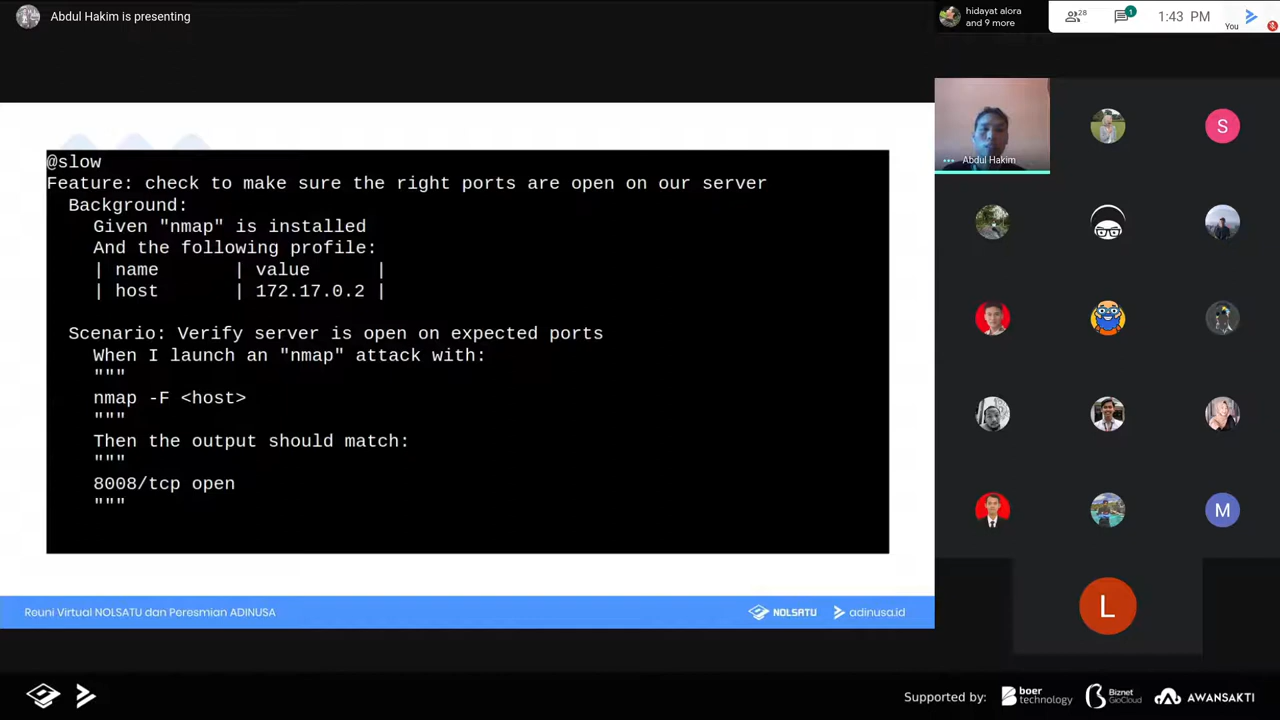 Abdul Hakim is presenting
hidayat alora
and 9 more
28
1
1:43 PM
You
@slow
Feature: check to make sure the right ports are open on our server
Background:
Given "nmap" is installed
And the following profile:
| name | value |
| host | 172.17.0.2 |
Scenario: Verify server is open on expected ports
When I launch an "nmap" attack with:
"""
nmap -F <host>
"""
Then the output should match:
"""
8008/tcp open
"""
Abdul Hakim
S
M
L
Reuni Virtual NOLSATU dan Peresmian ADINUSA
NOLSATU
adinusa.id
Supported by:
boer technology
Biznet GioCloud
AWANSAKTI